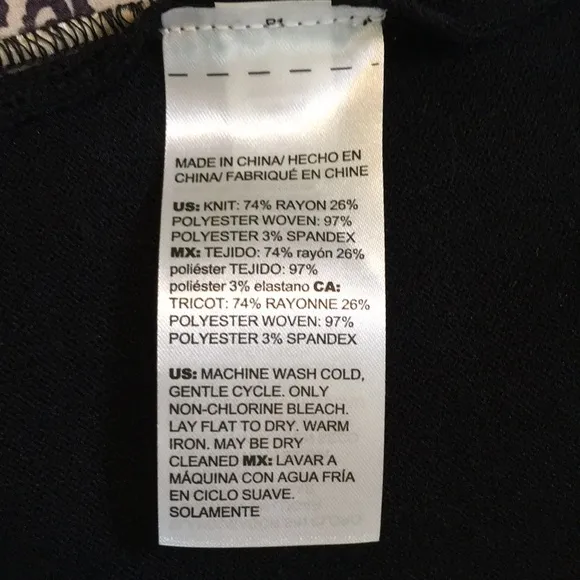 MADE IN CHINA/ HECHO EN
CHINA/ FABRIQUÉ EN CHINE
US: KNIT: 74% RAYON 26%
POLYESTER WOVEN: 97%
POLYESTER 3% SPANDEX
MX: TEJIDO: 74% rayón 26%
poliéster TEJIDO: 97%
poliéster 3% elastano CA:
TRICOT: 74% RAYONNE 26%
POLYESTER WOVEN: 97%
POLYESTER 3% SPANDEX
US: MACHINE WASH COLD,
GENTLE CYCLE. ONLY
NON-CHLORINE BLEACH.
LAY FLAT TO DRY. WARM
IRON. MAY BE DRY
CLEANED MX: LAVAR A
MÁQUINA CON AGUA FRÍA
EN CICLO SUAVE.
SOLAMENTE